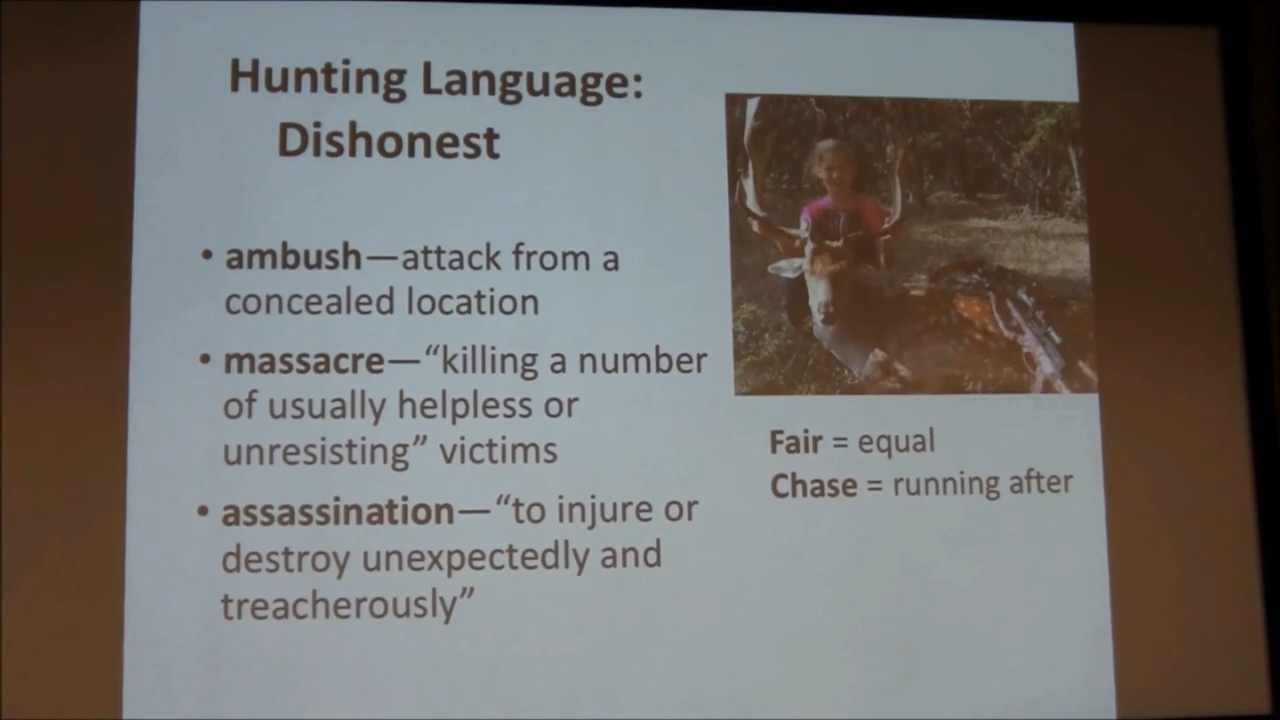 Hunting Language:
Dishonest
• ambush—attack from a
concealed location
• massacre—“killing a number
of usually helpless or
unresisting” victims
• assassination—“to injure or
destroy unexpectedly and
treacherously”
Fair = equal
Chase = running after